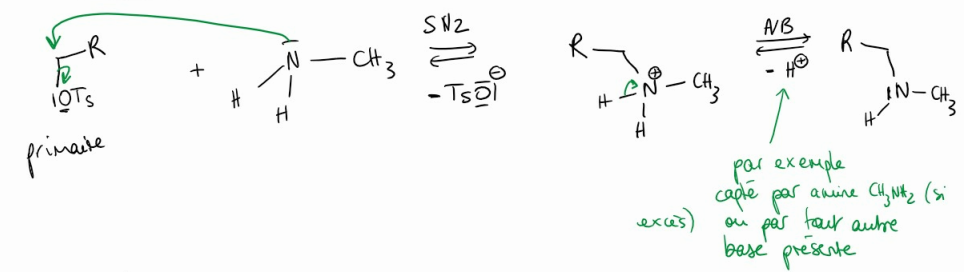 R
OTs
primaire
+
N — CH3
H
H
SN2
- TsO⊖
R
N⊕ — CH3
H
H
A/B
- H⊕
R
N — CH3
H
par exemple
capté par amine CH3NH2 (si
excès) ou par tout autre
base présente